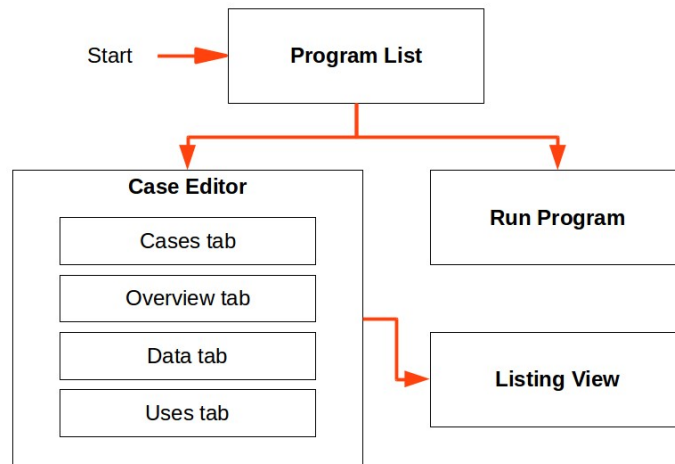 Start
Program List
Case Editor
Cases tab
Overview tab
Data tab
Uses tab
Run Program
Listing View